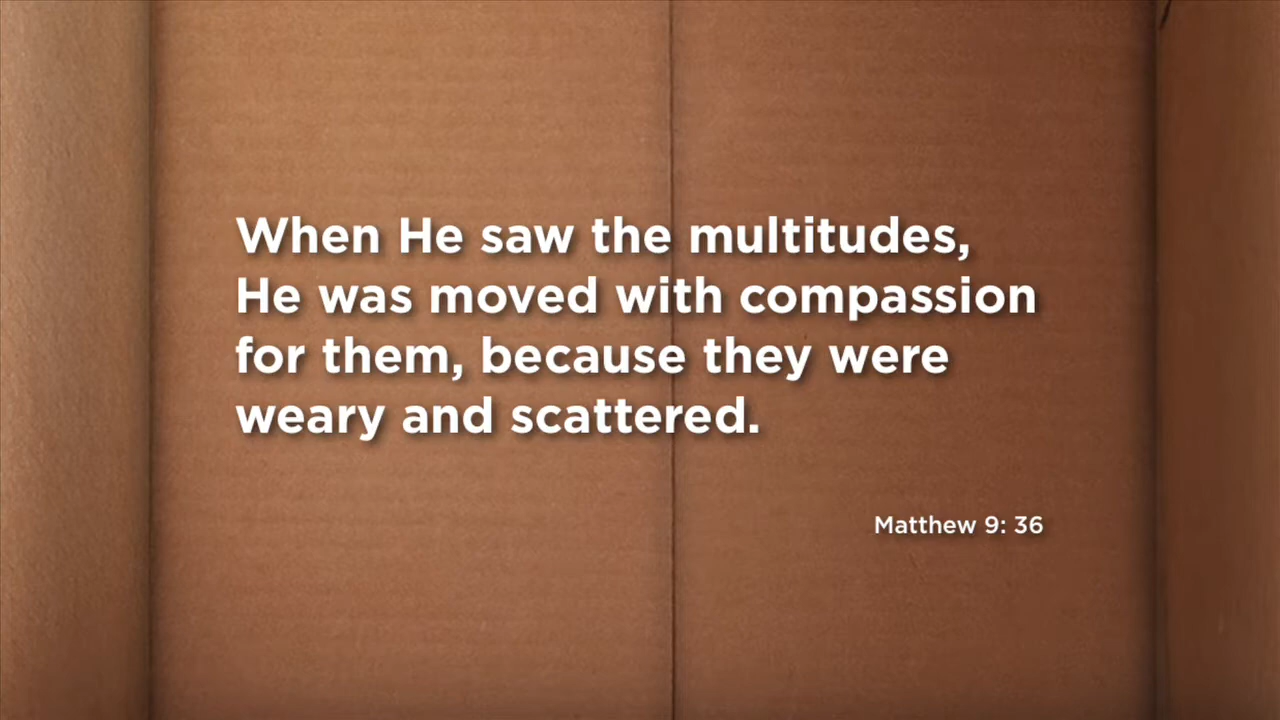 When He saw the multitudes,
He was moved with compassion
for them, because they were
weary and scattered.
Matthew 9: 36